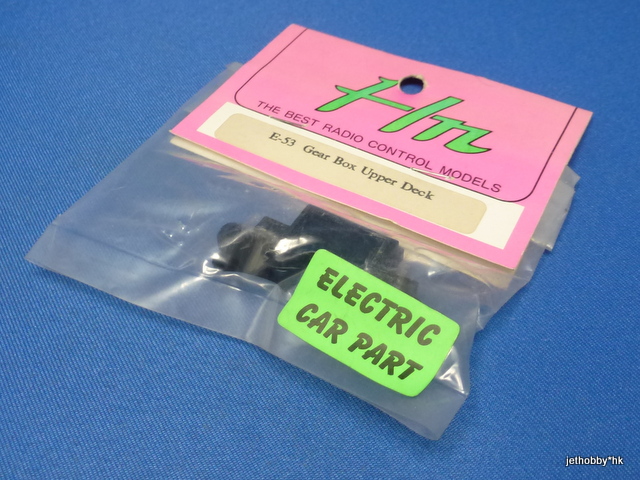 Hn
THE BEST RADIO CONTROL MODELS
E-53 Gear Box Upper Deck
ELECTRIC
CAR PART
jethobby*hk